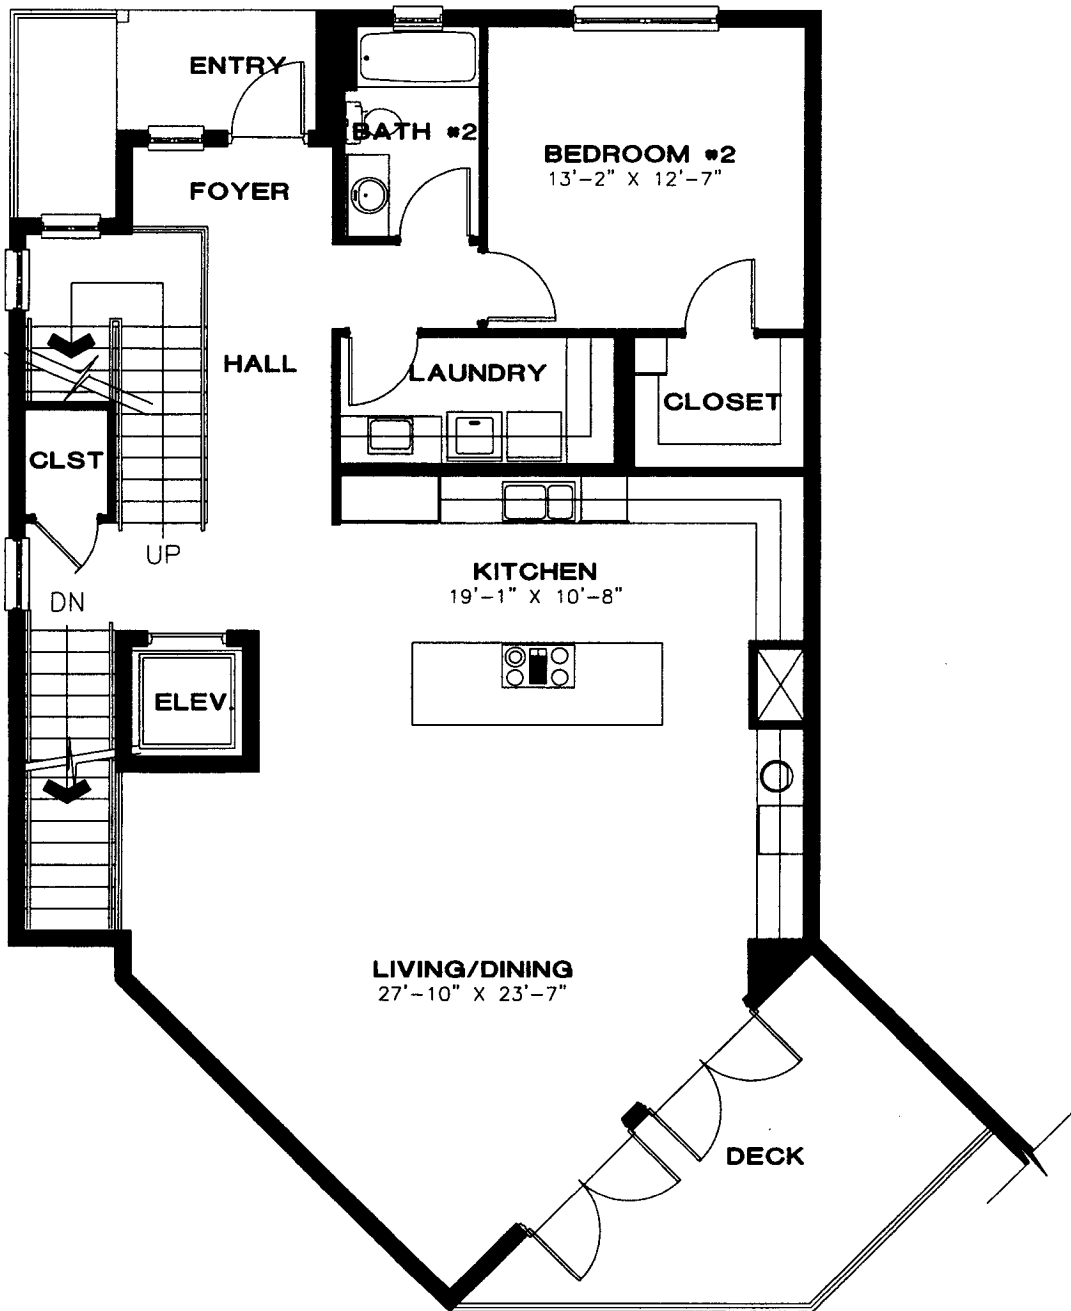 ENTRY
BATH #2
BEDROOM #2
13'-2" X 12'-7"
FOYER
HALL
LAUNDRY
CLOSET
CLST
UP
KITCHEN
19'-1" X 10'-8"
DN
ELEV.
LIVING/DINING
27'-10" X 23'-7"
DECK